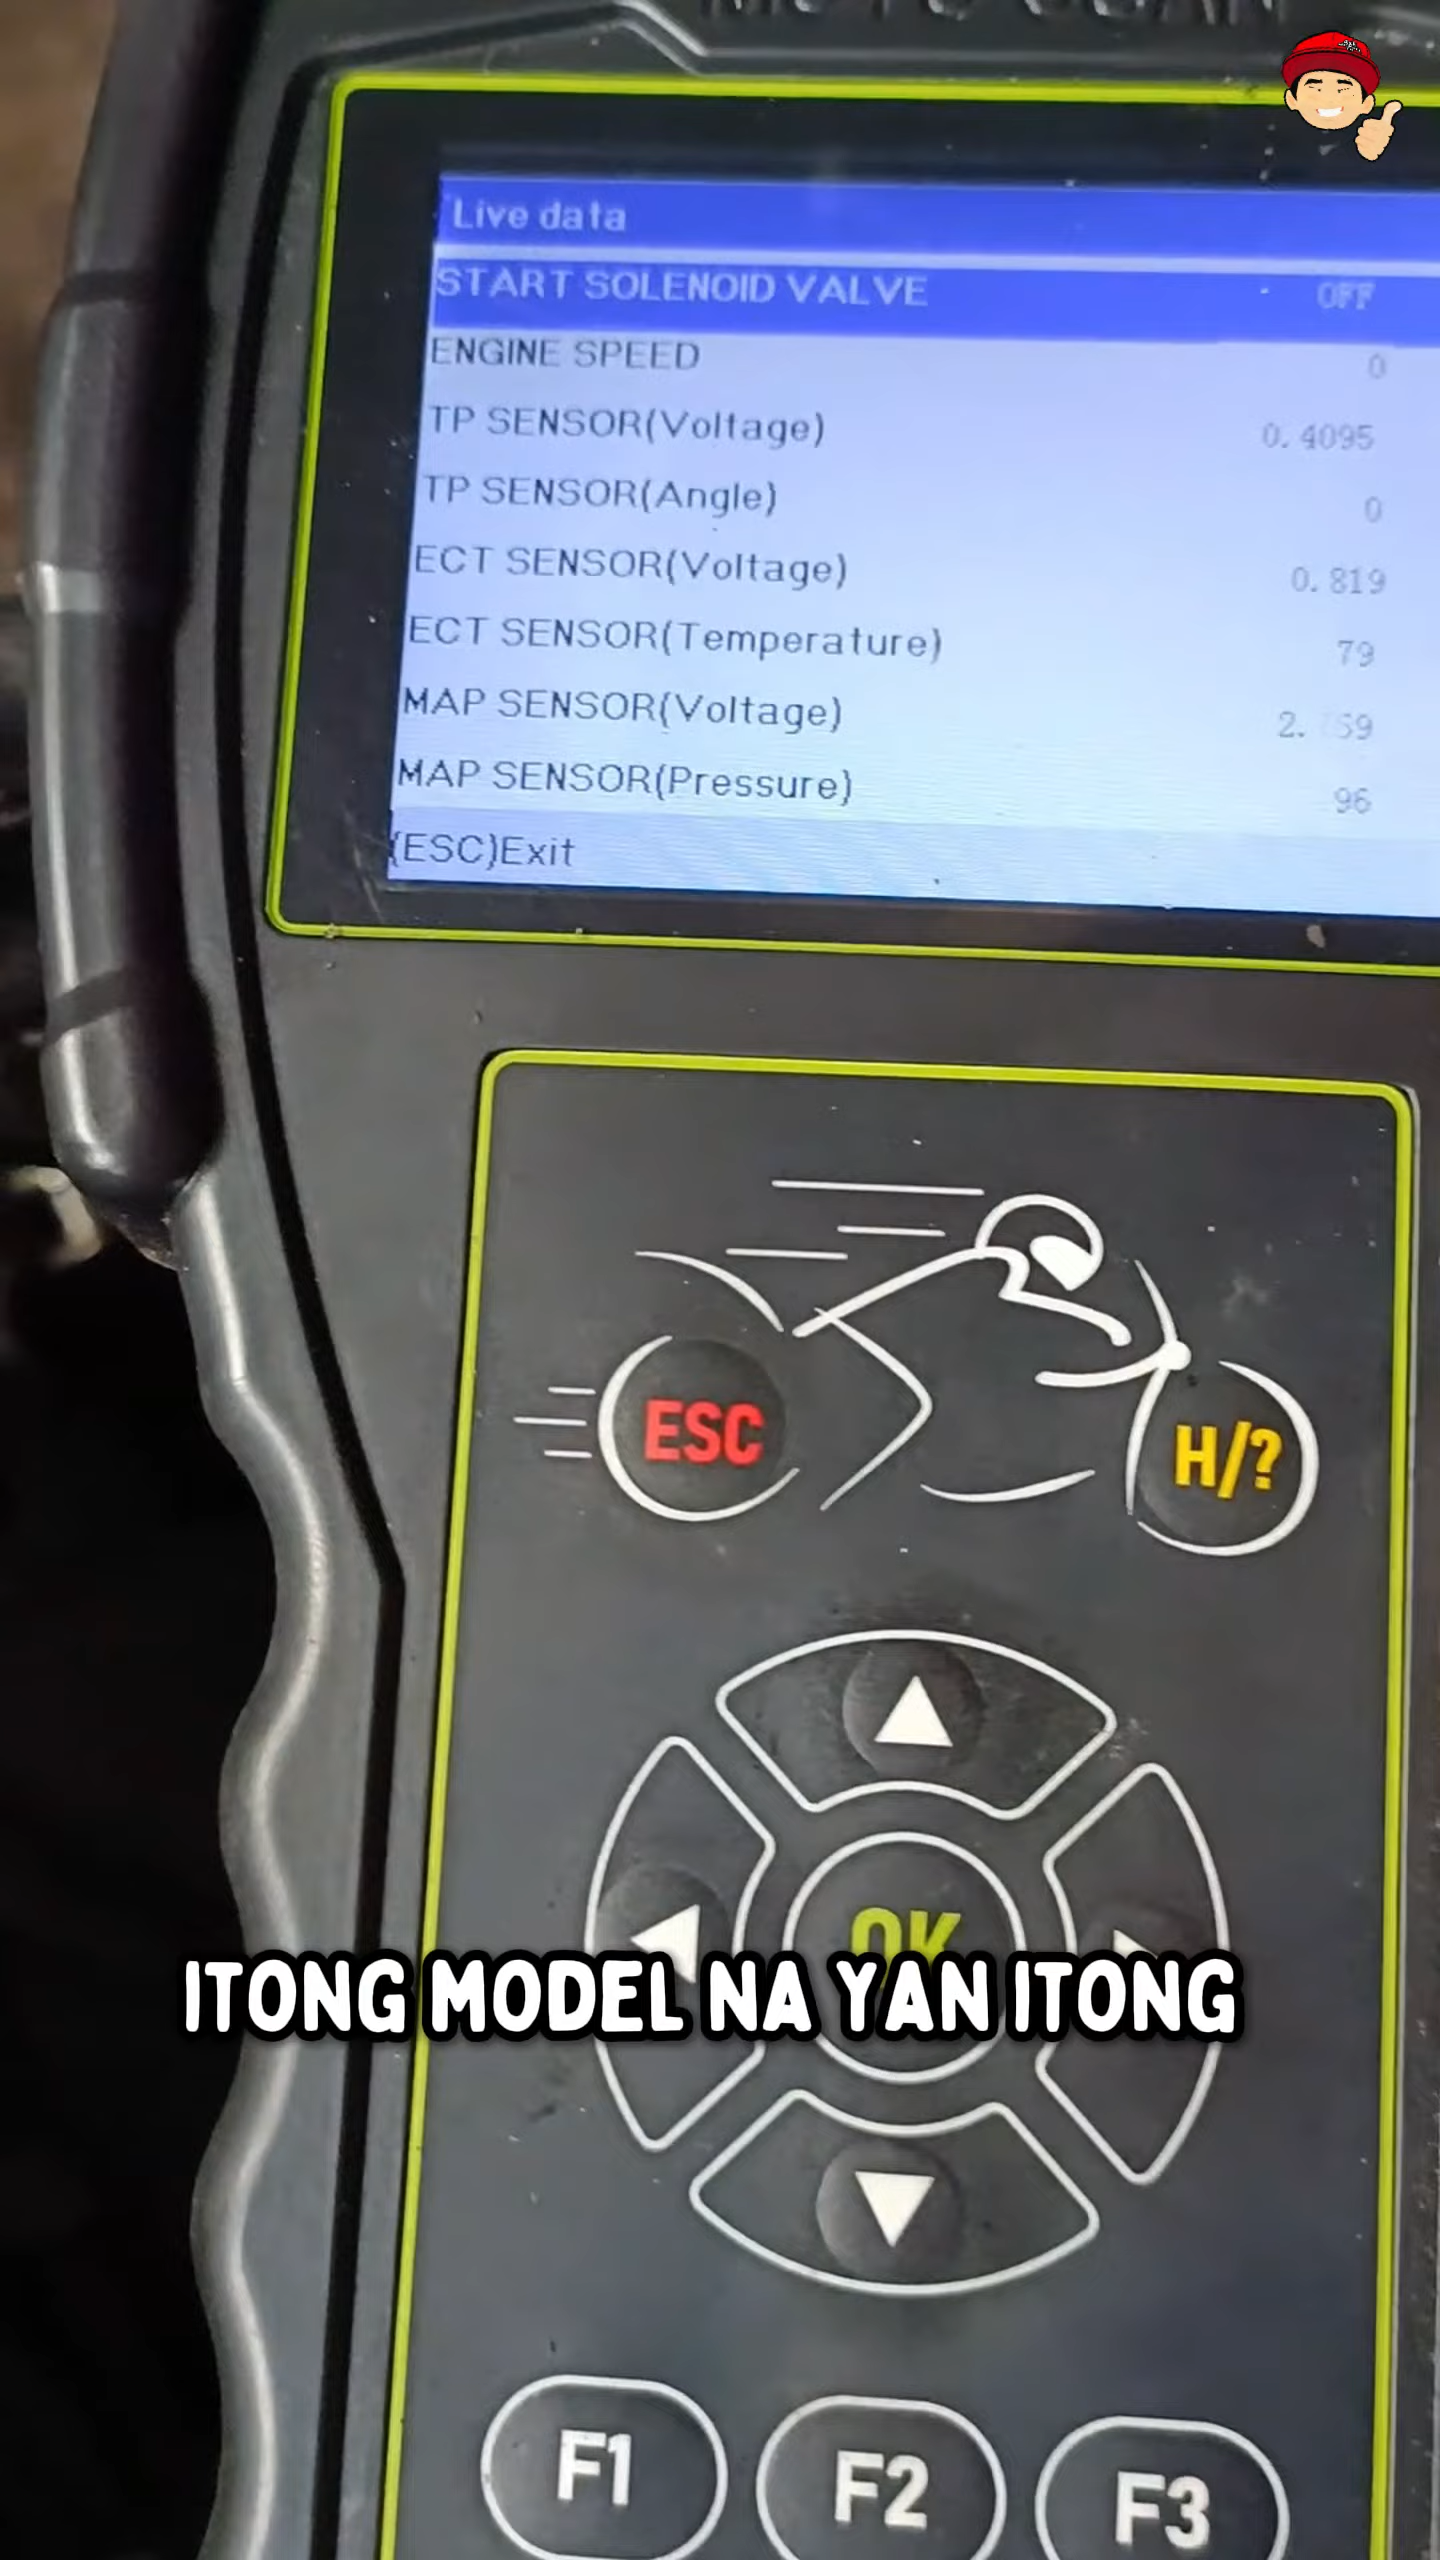 Live data
START SOLENOID VALVE OFF
ENGINE SPEED 0
TP SENSOR(Voltage) 0.4095
TP SENSOR(Angle) 0
ECT SENSOR(Voltage) 0.819
ECT SENSOR(Temperature) 79
MAP SENSOR(Voltage)
MAP SENSOR(Pressure) 96
(ESC)Exit
ESC
H/?
OK
ITONG MODEL NA YAN ITONG
F1
F2
F3